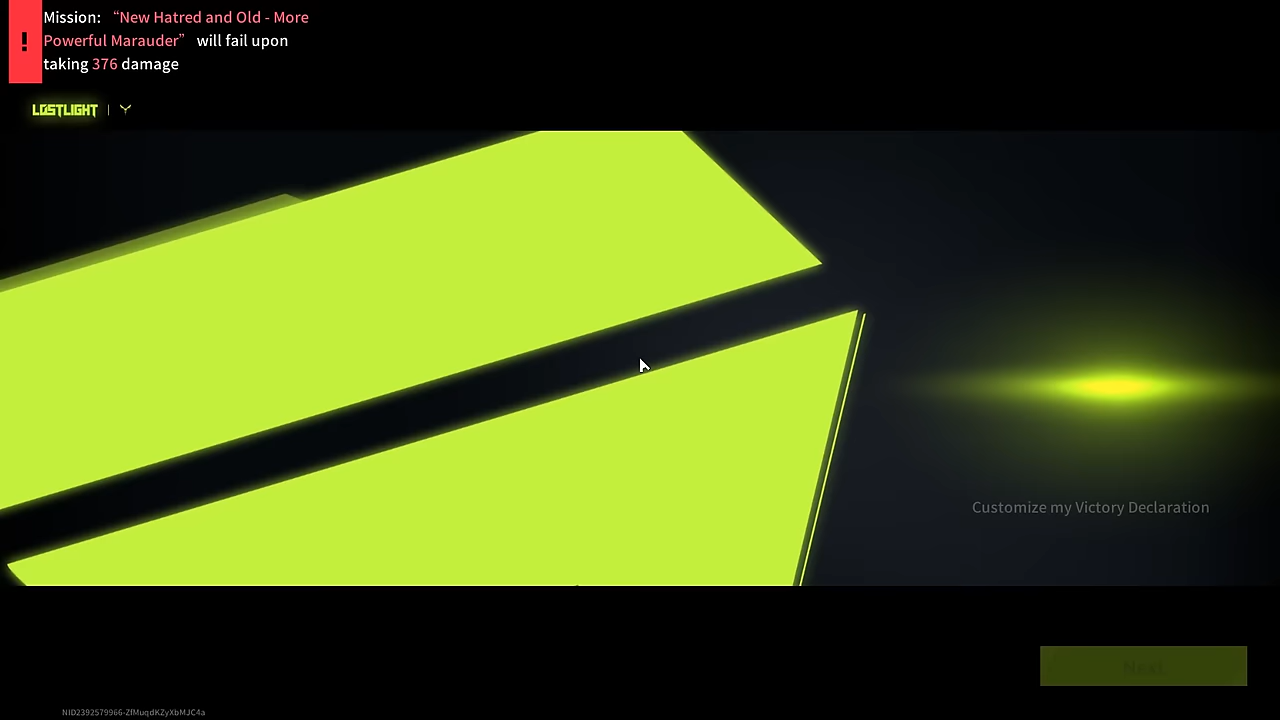 Mission: “New Hatred and Old - More
Powerful Marauder” will fail upon
taking 376 damage
!
LOSTLIGHT
Customize my Victory Declaration
Next
NID2392579966-ZfMuqdKZyXbMJC4a